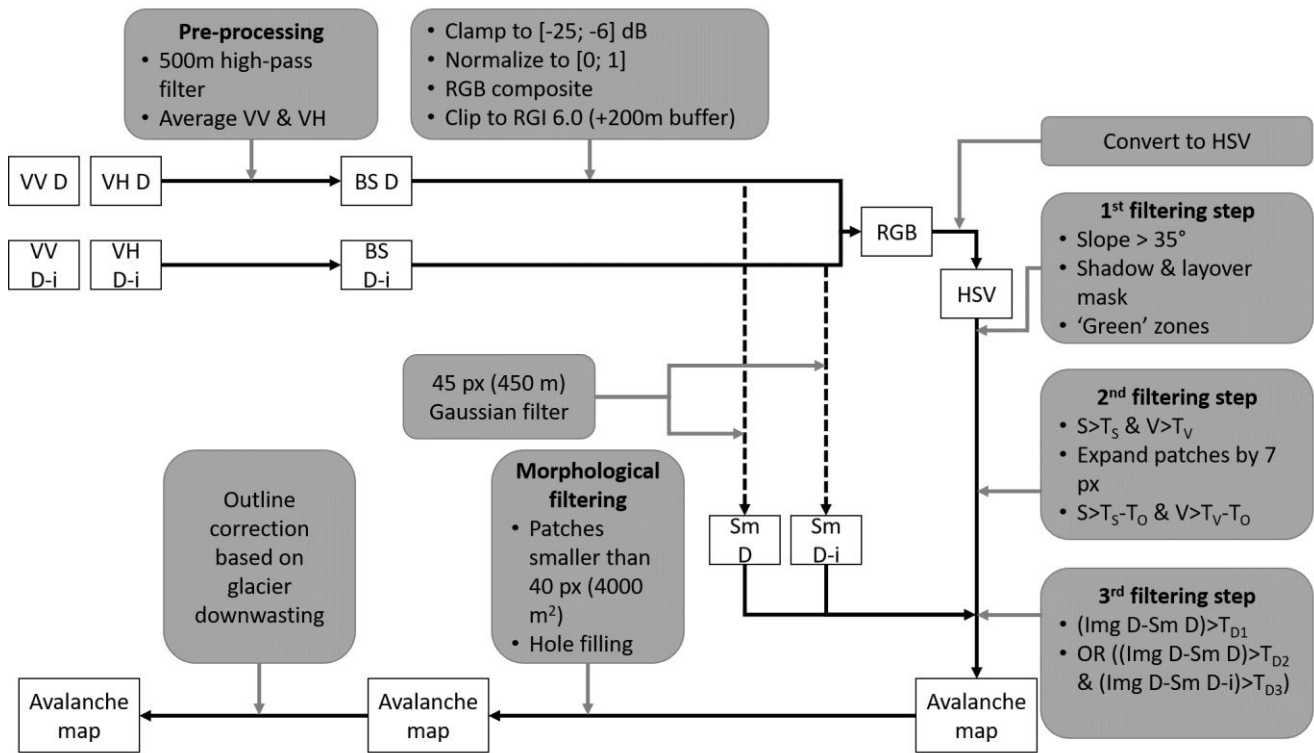 Pre-processing
• 500m high-pass
filter
• Average VV & VH
• Clamp to [-25; -6] dB
• Normalize to [0; 1]
• RGB composite
• Clip to RGI 6.0 (+200m buffer)
Convert to HSV
VV D
VH D
BS D
VV
D-i
VH
D-i
BS
D-i
RGB
HSV
1st filtering step
• Slope > 35°
• Shadow & layover
mask
• ‘Green’ zones
45 px (450 m)
Gaussian filter
2nd filtering step
• S>TS & V>TV
• Expand patches by 7
px
• S>TS-TO & V>TV-TO
Outline
correction
based on
glacier
downwasting
Morphological
filtering
• Patches
smaller than
40 px (4000
m2)
• Hole filling
Sm
D
Sm
D-i
3rd filtering step
• (Img D-Sm D)>TD1
• OR ((Img D-Sm D)>TD2
& (Img D-Sm D-i)>TD3)
Avalanche
map
Avalanche
map
Avalanche
map